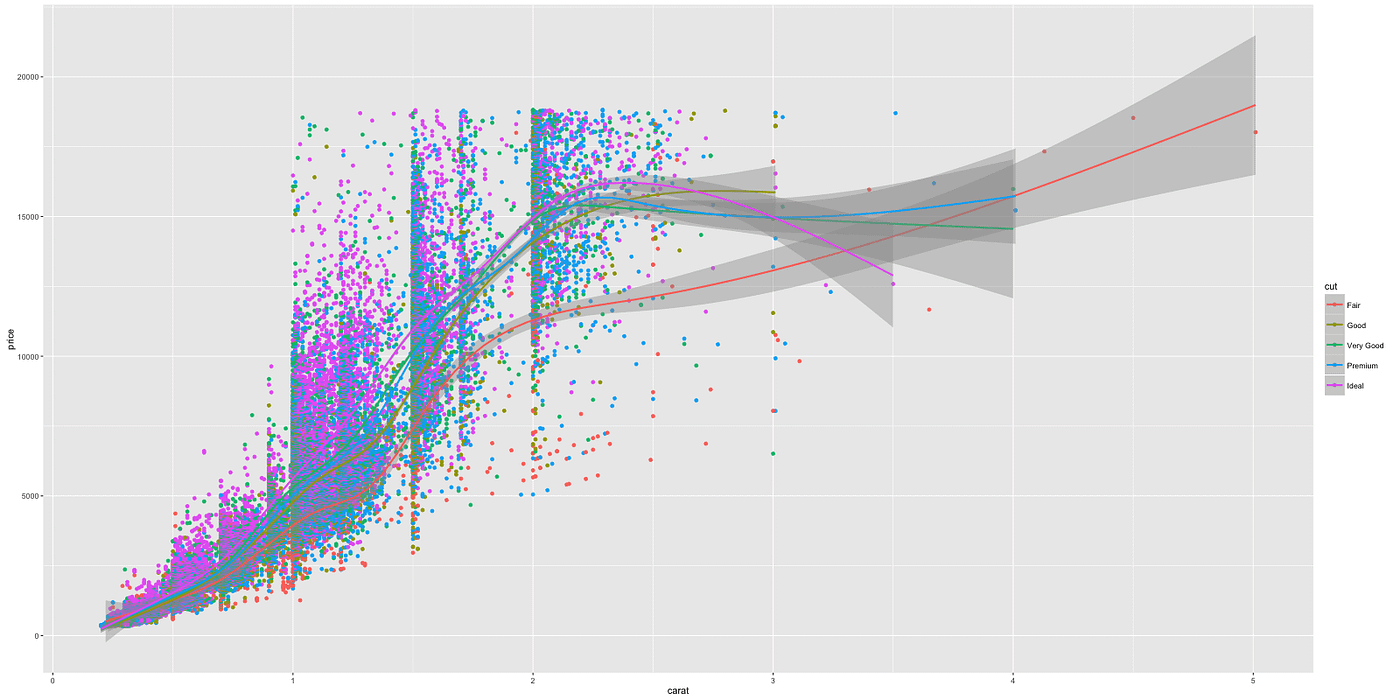 20000
15000
10000
5000
0
price
0 1 2 3 4 5
carat
cut
Fair
Good
Very Good
Premium
Ideal